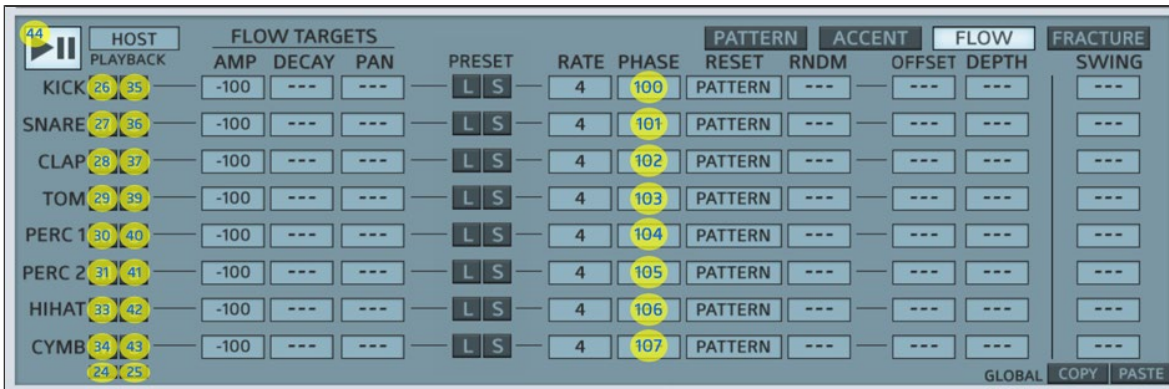 44 HOST FLOW TARGETS PATTERN ACCENT FLOW FRACTURE
PLAYBACK AMP DECAY PAN PRESET RATE PHASE RESET RNDM OFFSET DEPTH SWING
KICK 26 35 -100 --- --- L S 4 100 PATTERN --- --- --- ---
SNARE 27 36 -100 --- --- L S 4 101 PATTERN --- --- --- ---
CLAP 28 37 -100 --- --- L S 4 102 PATTERN --- --- --- ---
TOM 29 39 -100 --- --- L S 4 103 PATTERN --- --- --- ---
PERC 1 30 40 -100 --- --- L S 4 104 PATTERN --- --- --- ---
PERC 2 31 41 -100 --- --- L S 4 105 PATTERN --- --- --- ---
HIHAT 33 42 -100 --- --- L S 4 106 PATTERN --- --- --- ---
CYMB 34 43 -100 --- --- L S 4 107 PATTERN --- --- --- ---
24 25 GLOBAL COPY PASTE